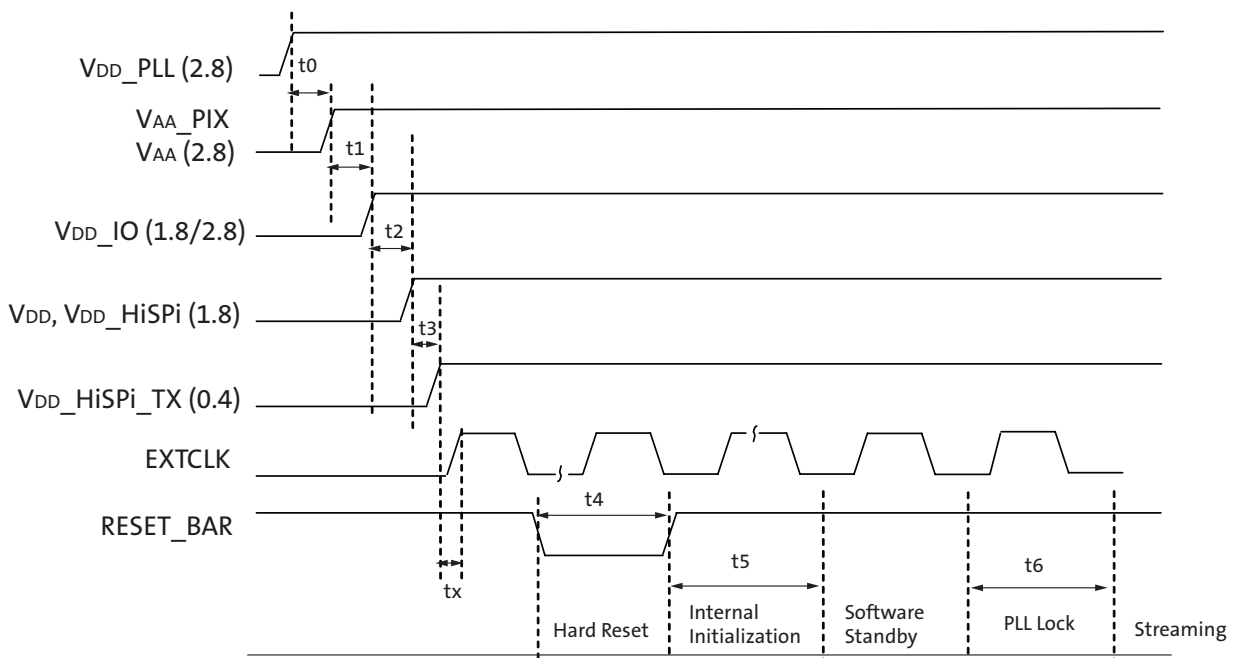 VDD_PLL (2.8)
t0
VAA_PIX
VAA (2.8)
t1
VDD_IO (1.8/2.8)
t2
VDD, VDD_HiSPi (1.8)
t3
VDD_HiSPi_TX (0.4)
EXTCLK
RESET_BAR
t4
tx
t5
t6
Hard Reset
Internal
Initialization
Software
Standby
PLL Lock
Streaming